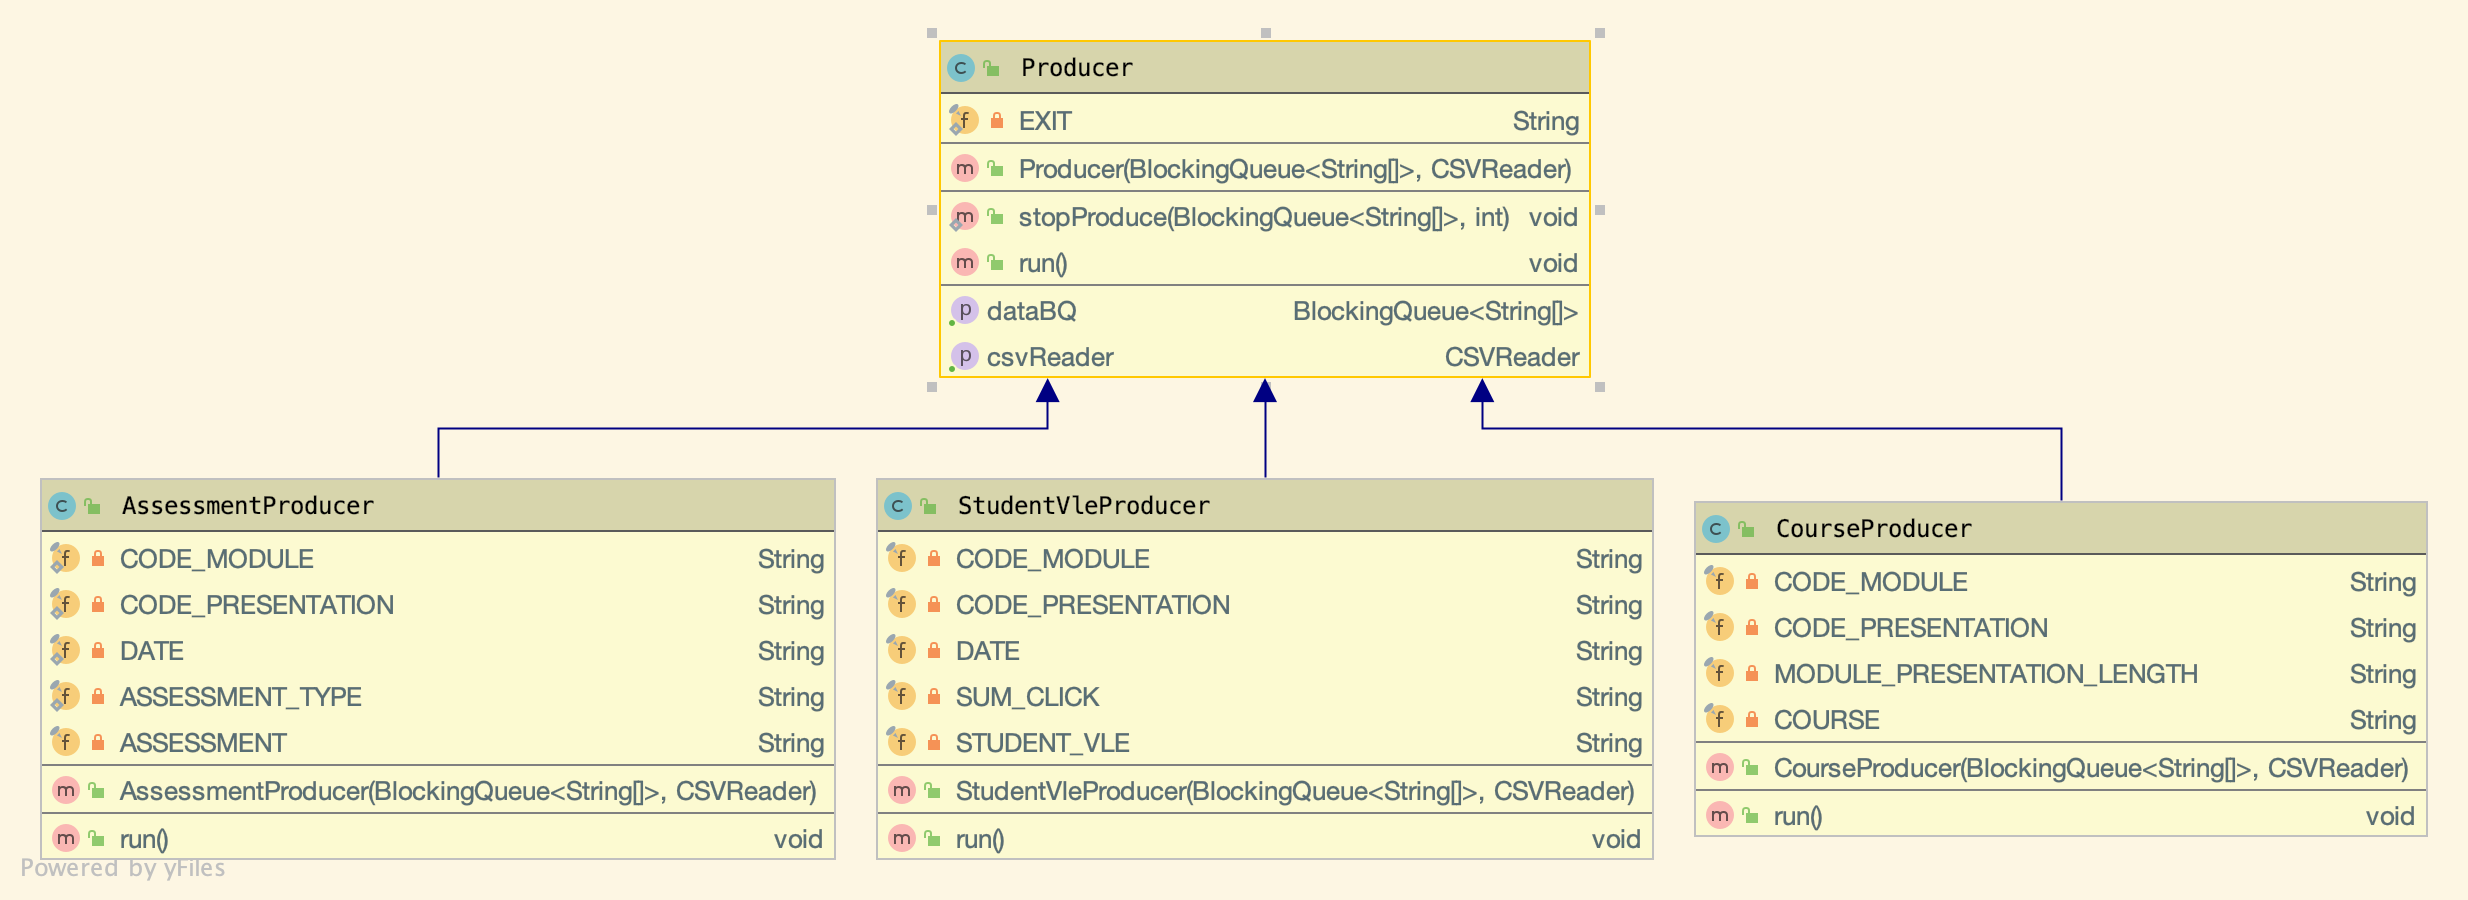 Producer
EXIT String
Producer(BlockingQueue<String[]>, CSVReader)
stopProduce(BlockingQueue<String[]>, int) void
run() void
dataBQ BlockingQueue<String[]>
csvReader CSVReader
AssessmentProducer
CODE_MODULE String
CODE_PRESENTATION String
DATE String
ASSESSMENT_TYPE String
ASSESSMENT String
AssessmentProducer(BlockingQueue<String[]>, CSVReader)
run() void
StudentVleProducer
CODE_MODULE String
CODE_PRESENTATION String
DATE String
SUM_CLICK String
STUDENT_VLE String
StudentVleProducer(BlockingQueue<String[]>, CSVReader)
run() void
CourseProducer
CODE_MODULE String
CODE_PRESENTATION String
MODULE_PRESENTATION_LENGTH String
COURSE String
CourseProducer(BlockingQueue<String[]>, CSVReader)
run() void
Powered by yFiles